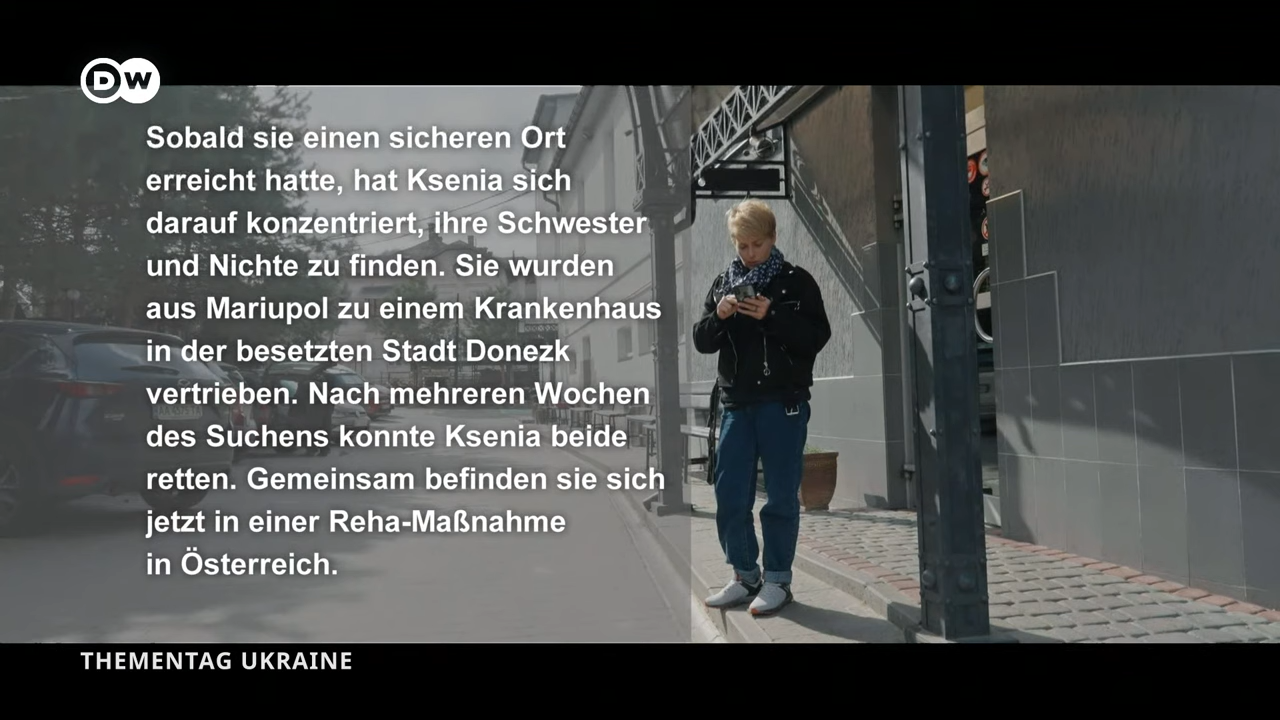 DW
Sobald sie einen sicheren Ort
erreicht hatte, hat Ksenia sich
darauf konzentriert, ihre Schwester
und Nichte zu finden. Sie wurden
aus Mariupol zu einem Krankenhaus
in der besetzten Stadt Donezk
vertrieben. Nach mehreren Wochen
des Suchens konnte Ksenia beide
retten. Gemeinsam befinden sie sich
jetzt in einer Reha-Maßnahme
in Österreich.
THEMENTAG UKRAINE